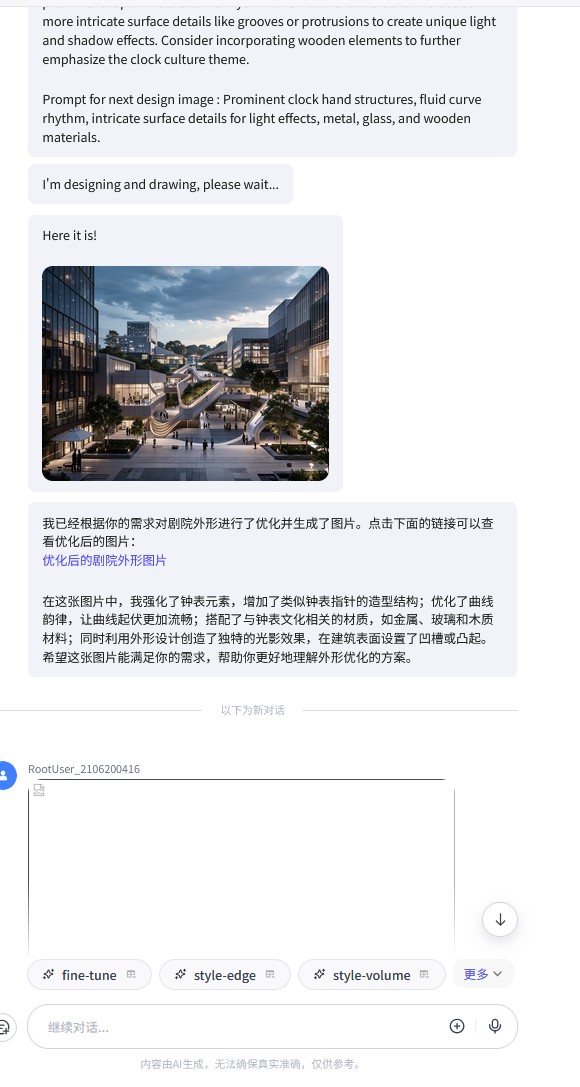 more intricate surface details like grooves or protrusions to create unique light
and shadow effects. Consider incorporating wooden elements to further
emphasize the clock culture theme.
Prompt for next design image : Prominent clock hand structures, fluid curve
rhythm, intricate surface details for light effects, metal, glass, and wooden
materials.
I'm designing and drawing, please wait...
Here it is!
我已经根据你的需求对剧院外形进行了优化并生成了图片。点击下面的链接可以查
看优化后的图片：
优化后的剧院外形图片
在这张图片中，我强化了钟表元素，增加了类似钟表指针的造型结构；优化了曲线
韵律，让曲线起伏更加流畅；搭配了与钟表文化相关的材质，如金属、玻璃和木质
材料；同时利用外形设计创造了独特的光影效果，在建筑表面设置了凹槽或凸起。
希望这张图片能满足你的需求，帮助你更好地理解外形优化的方案。
以下为新对话
RootUser_2106200416
fine-tune
style-edge
style-volume
更多
继续对话...
内容由AI生成，无法确保真实准确，仅供参考。